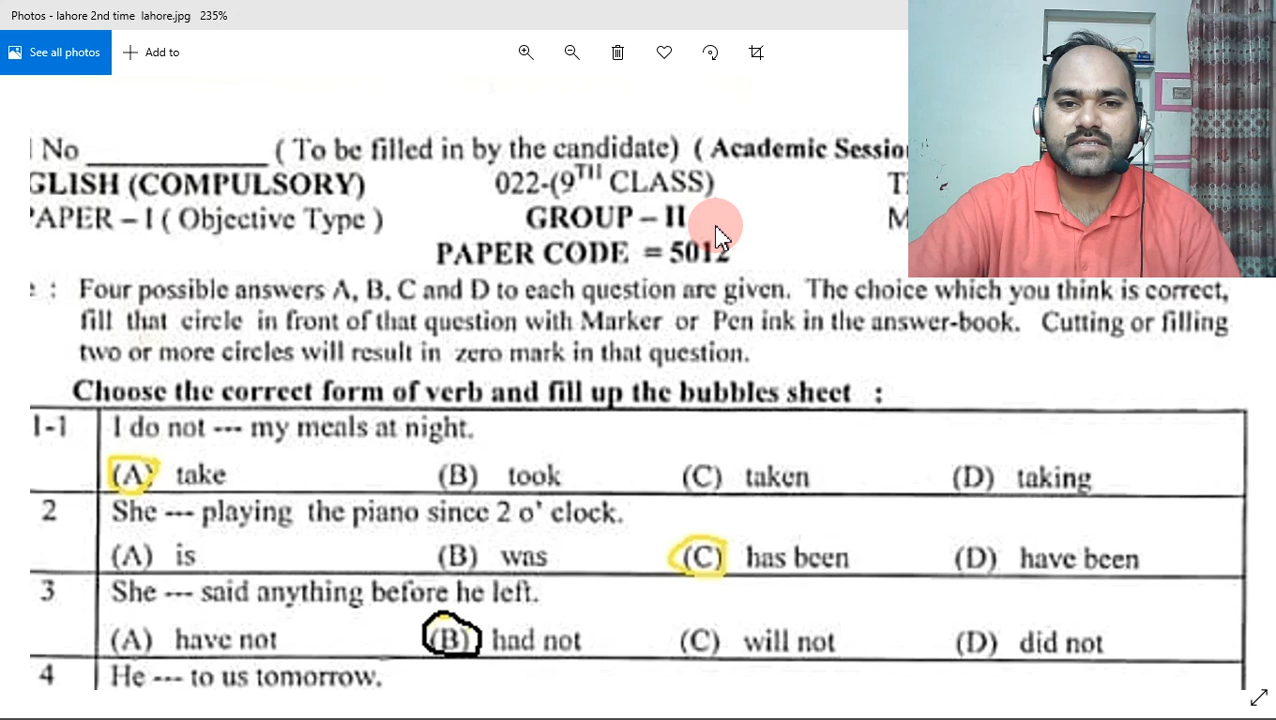 Photos - lahore 2nd time lahore.jpg 235%
See all photos
Add to
No ____________ ( To be filled in by the candidate) ( Academic Sessio
GLISH (COMPULSORY) 022-(9TH CLASS) T
PAPER – I ( Objective Type ) GROUP – II M
PAPER CODE = 5012
e : Four possible answers A, B, C and D to each question are given. The choice which you think is correct,
fill that circle in front of that question with Marker or Pen ink in the answer-book. Cutting or filling
two or more circles will result in zero mark in that question.
Choose the correct form of verb and fill up the bubbles sheet :
1-1 I do not --- my meals at night.
(A) take (B) took (C) taken (D) taking
2 She --- playing the piano since 2 o' clock.
(A) is (B) was (C) has been (D) have been
3 She --- said anything before he left.
(A) have not (B) had not (C) will not (D) did not
4 He --- to us tomorrow.